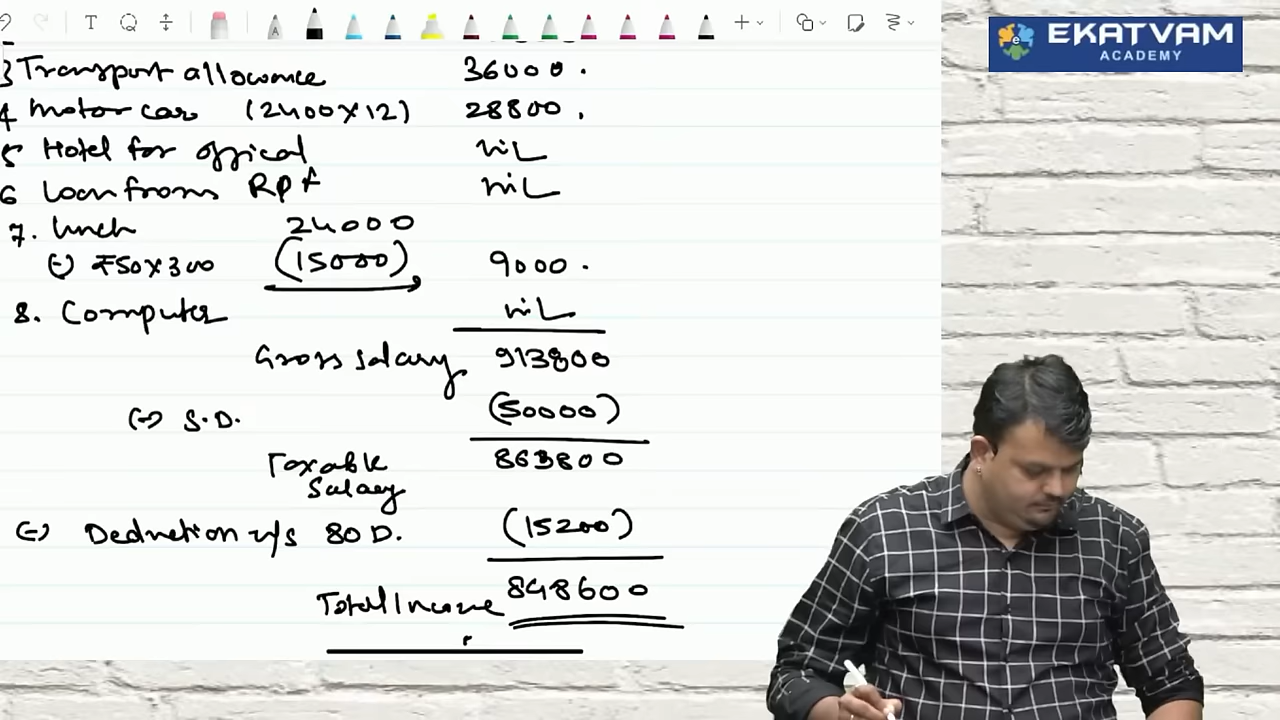 T
A
EKATVAM
ACADEMY
3 Transport allowance 36000.
4 Motor car (2400×12) 28800.
5 Hotel for offical niL
6 Loan from RPf niL
7. lunch 24000
(-) ₹50×300 (15000) 9000.
8. Computer niL
Gross salary 913800
(-) S.D. (50000)
Taxable Salary 863800
(-) Deduction u/s 80 D. (15200)
Total Income 848600